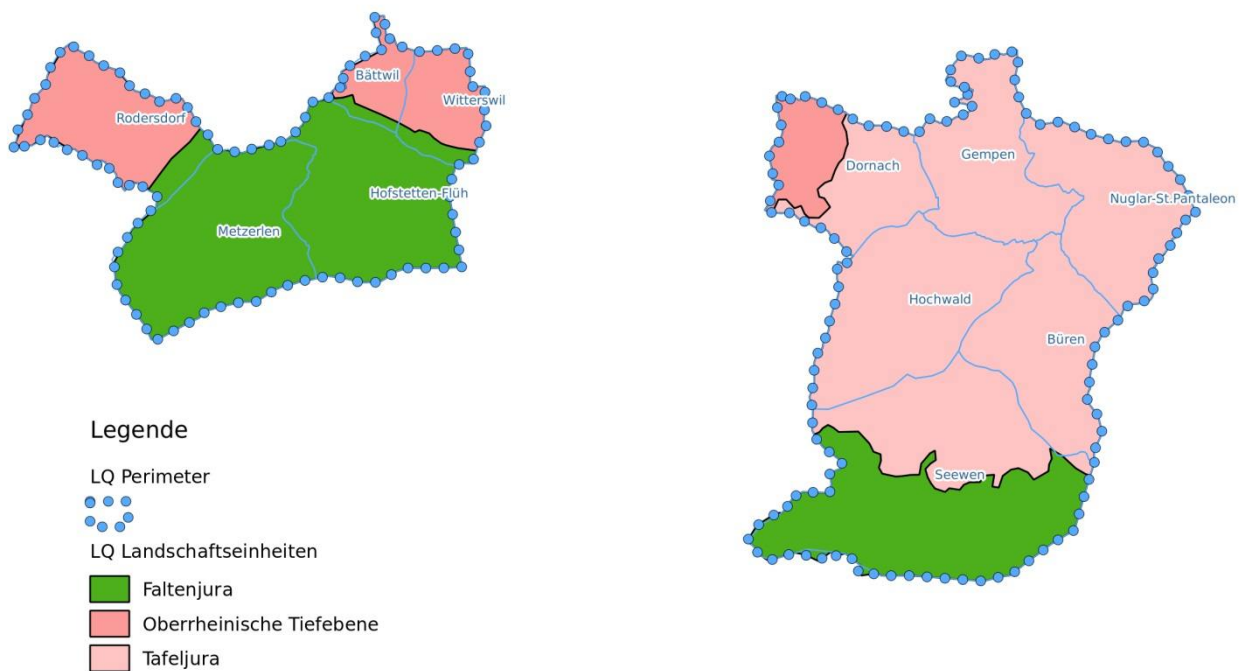 Bättwil
Witterswil
Rodersdorf
Hofstetten-Flüh
Metzerlen
Gempen
Dornach
Nuglar-St.Pantaleon
Hochwald
Büren
Seewen
Legende
LQ Perimeter
LQ Landschaftseinheiten
Faltenjura
Oberrheinische Tiefebene
Tafeljura